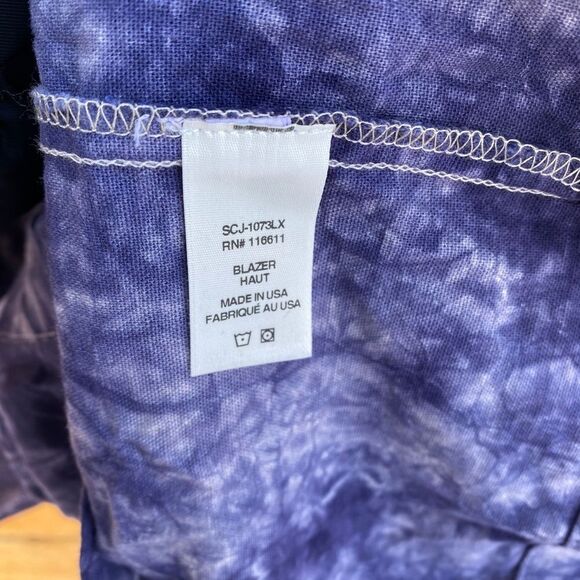 SCJ-1073LX
RN# 116611
BLAZER
HAUT
MADE IN USA
FABRIQUÉ AU USA